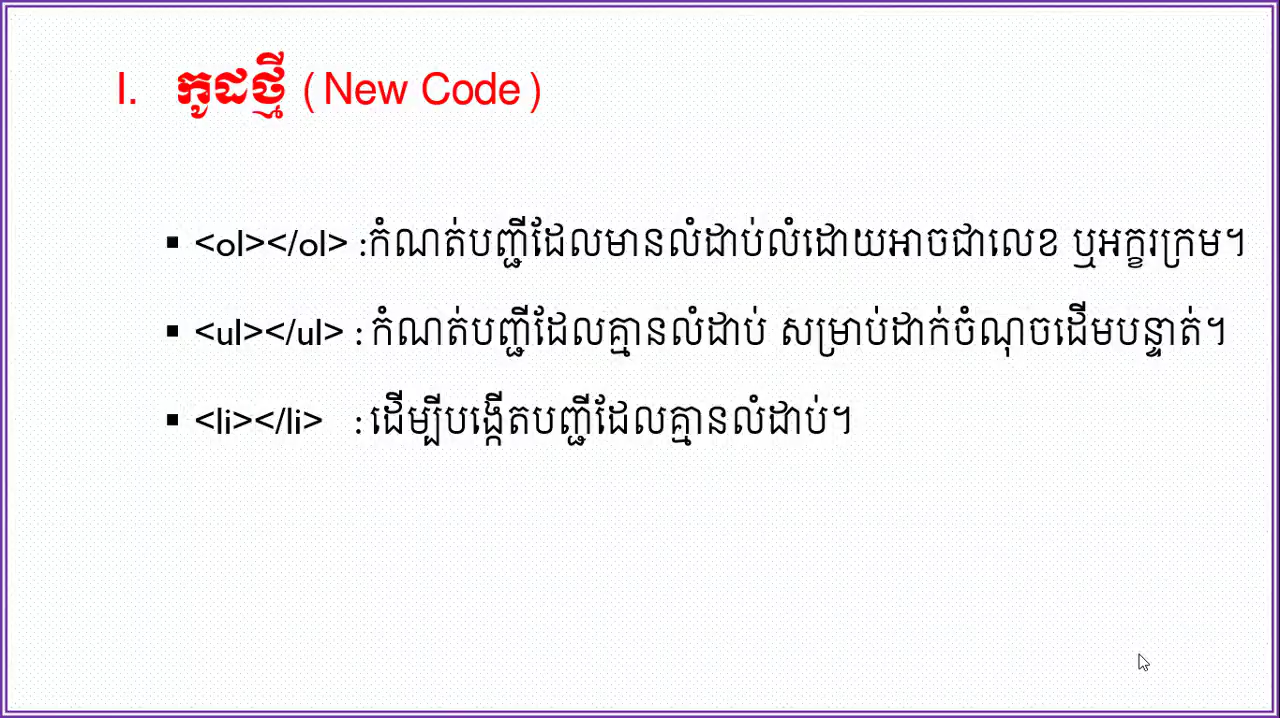 I. កូដថ្មី (New Code)
▪ <ol></ol> :កំណត់បញ្ជីដែលមានលំដាប់លំដោយអាចជាលេខ ឬអក្ខរក្រម។
▪ <ul></ul> : កំណត់បញ្ជីដែលគ្មានលំដាប់ សម្រាប់ដាក់ចំណុចដើមបន្ទាត់។
▪ <li></li> : ដើម្បីបង្កើតបញ្ជីដែលគ្មានលំដាប់។